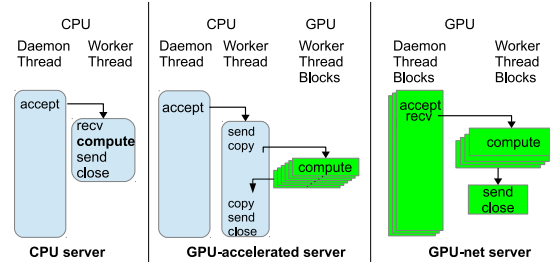 CPU
Daemon Worker
Thread Thread
accept
recv
compute
send
close
CPU server
CPU GPU
Daemon Worker Worker
Thread Thread Thread
Blocks
accept
send
copy
compute
copy
send
close
GPU-accelerated server
GPU
Daemon Worker
Thread Thread
Blocks Blocks
accept
recv
compute
send
close
GPU-net server